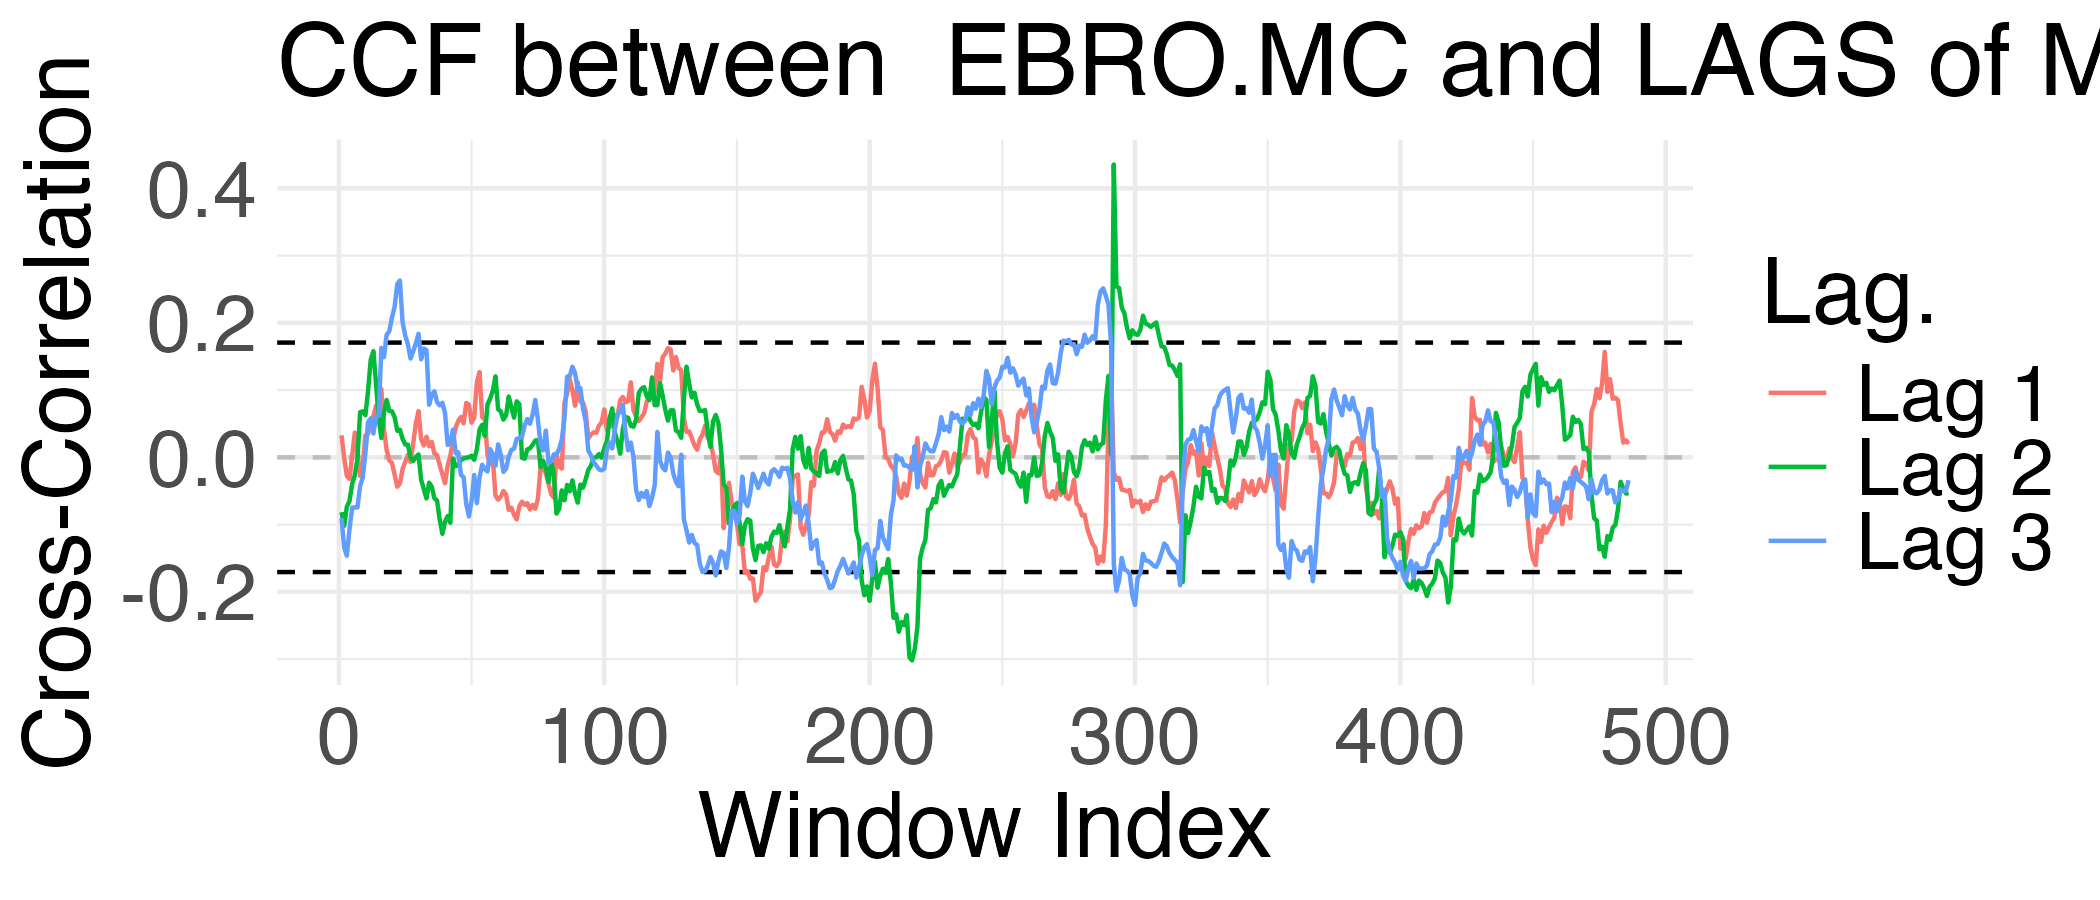 CCF between  EBRO.MC and LAGS of M
Cross-Correlation
0.4
0.2
0.0
-0.2
0 100 200 300 400 500
Window Index
Lag.
Lag 1
Lag 2
Lag 3